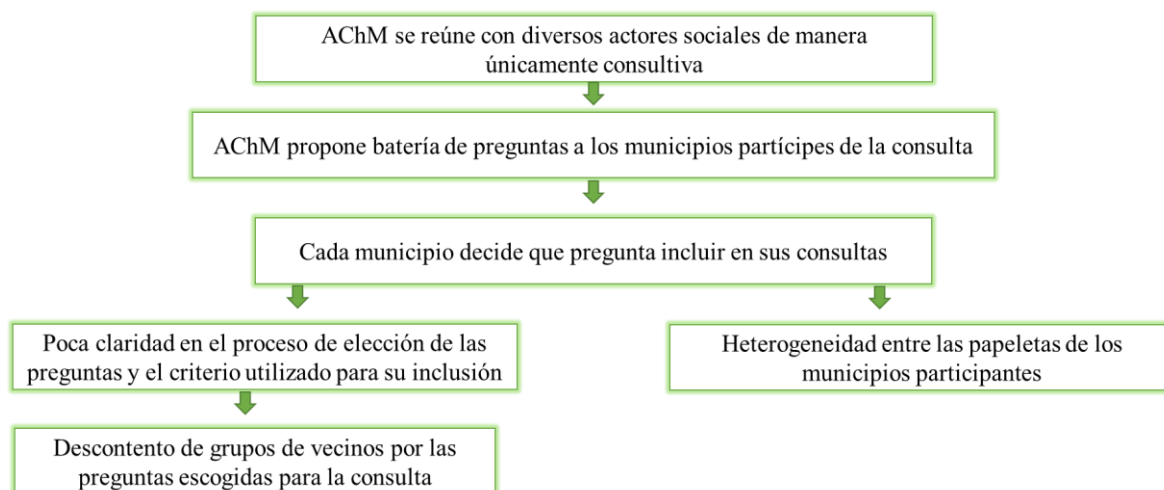 AChM se reúne con diversos actores sociales de manera
únicamente consultiva
AChM propone batería de preguntas a los municipios partícipes de la consulta
Cada municipio decide que pregunta incluir en sus consultas
Poca claridad en el proceso de elección de las
preguntas y el criterio utilizado para su inclusión
Heterogeneidad entre las papeletas de los
municipios participantes
Descontento de grupos de vecinos por las
preguntas escogidas para la consulta